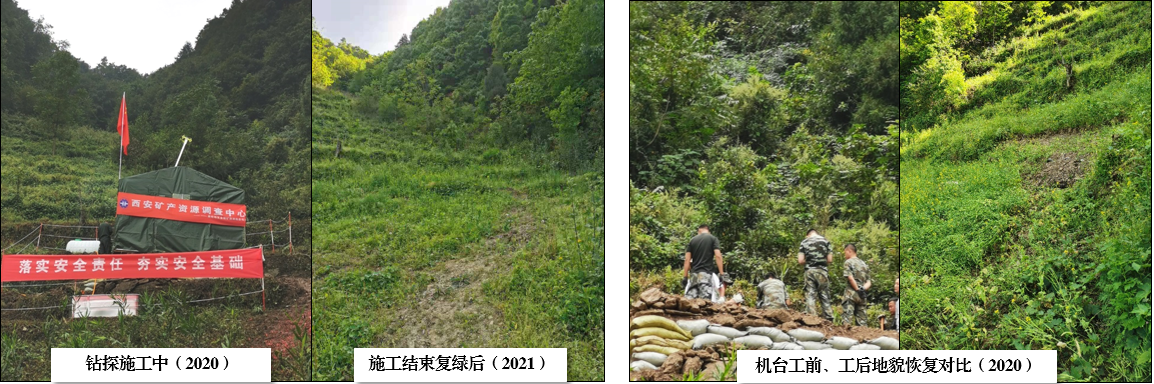 西安矿产资源调查中心
落实安全责任 夯实安全基础
钻探施工中（2020）
施工结束复绿后（2021）
机台工前、工后地貌恢复对比（2020）